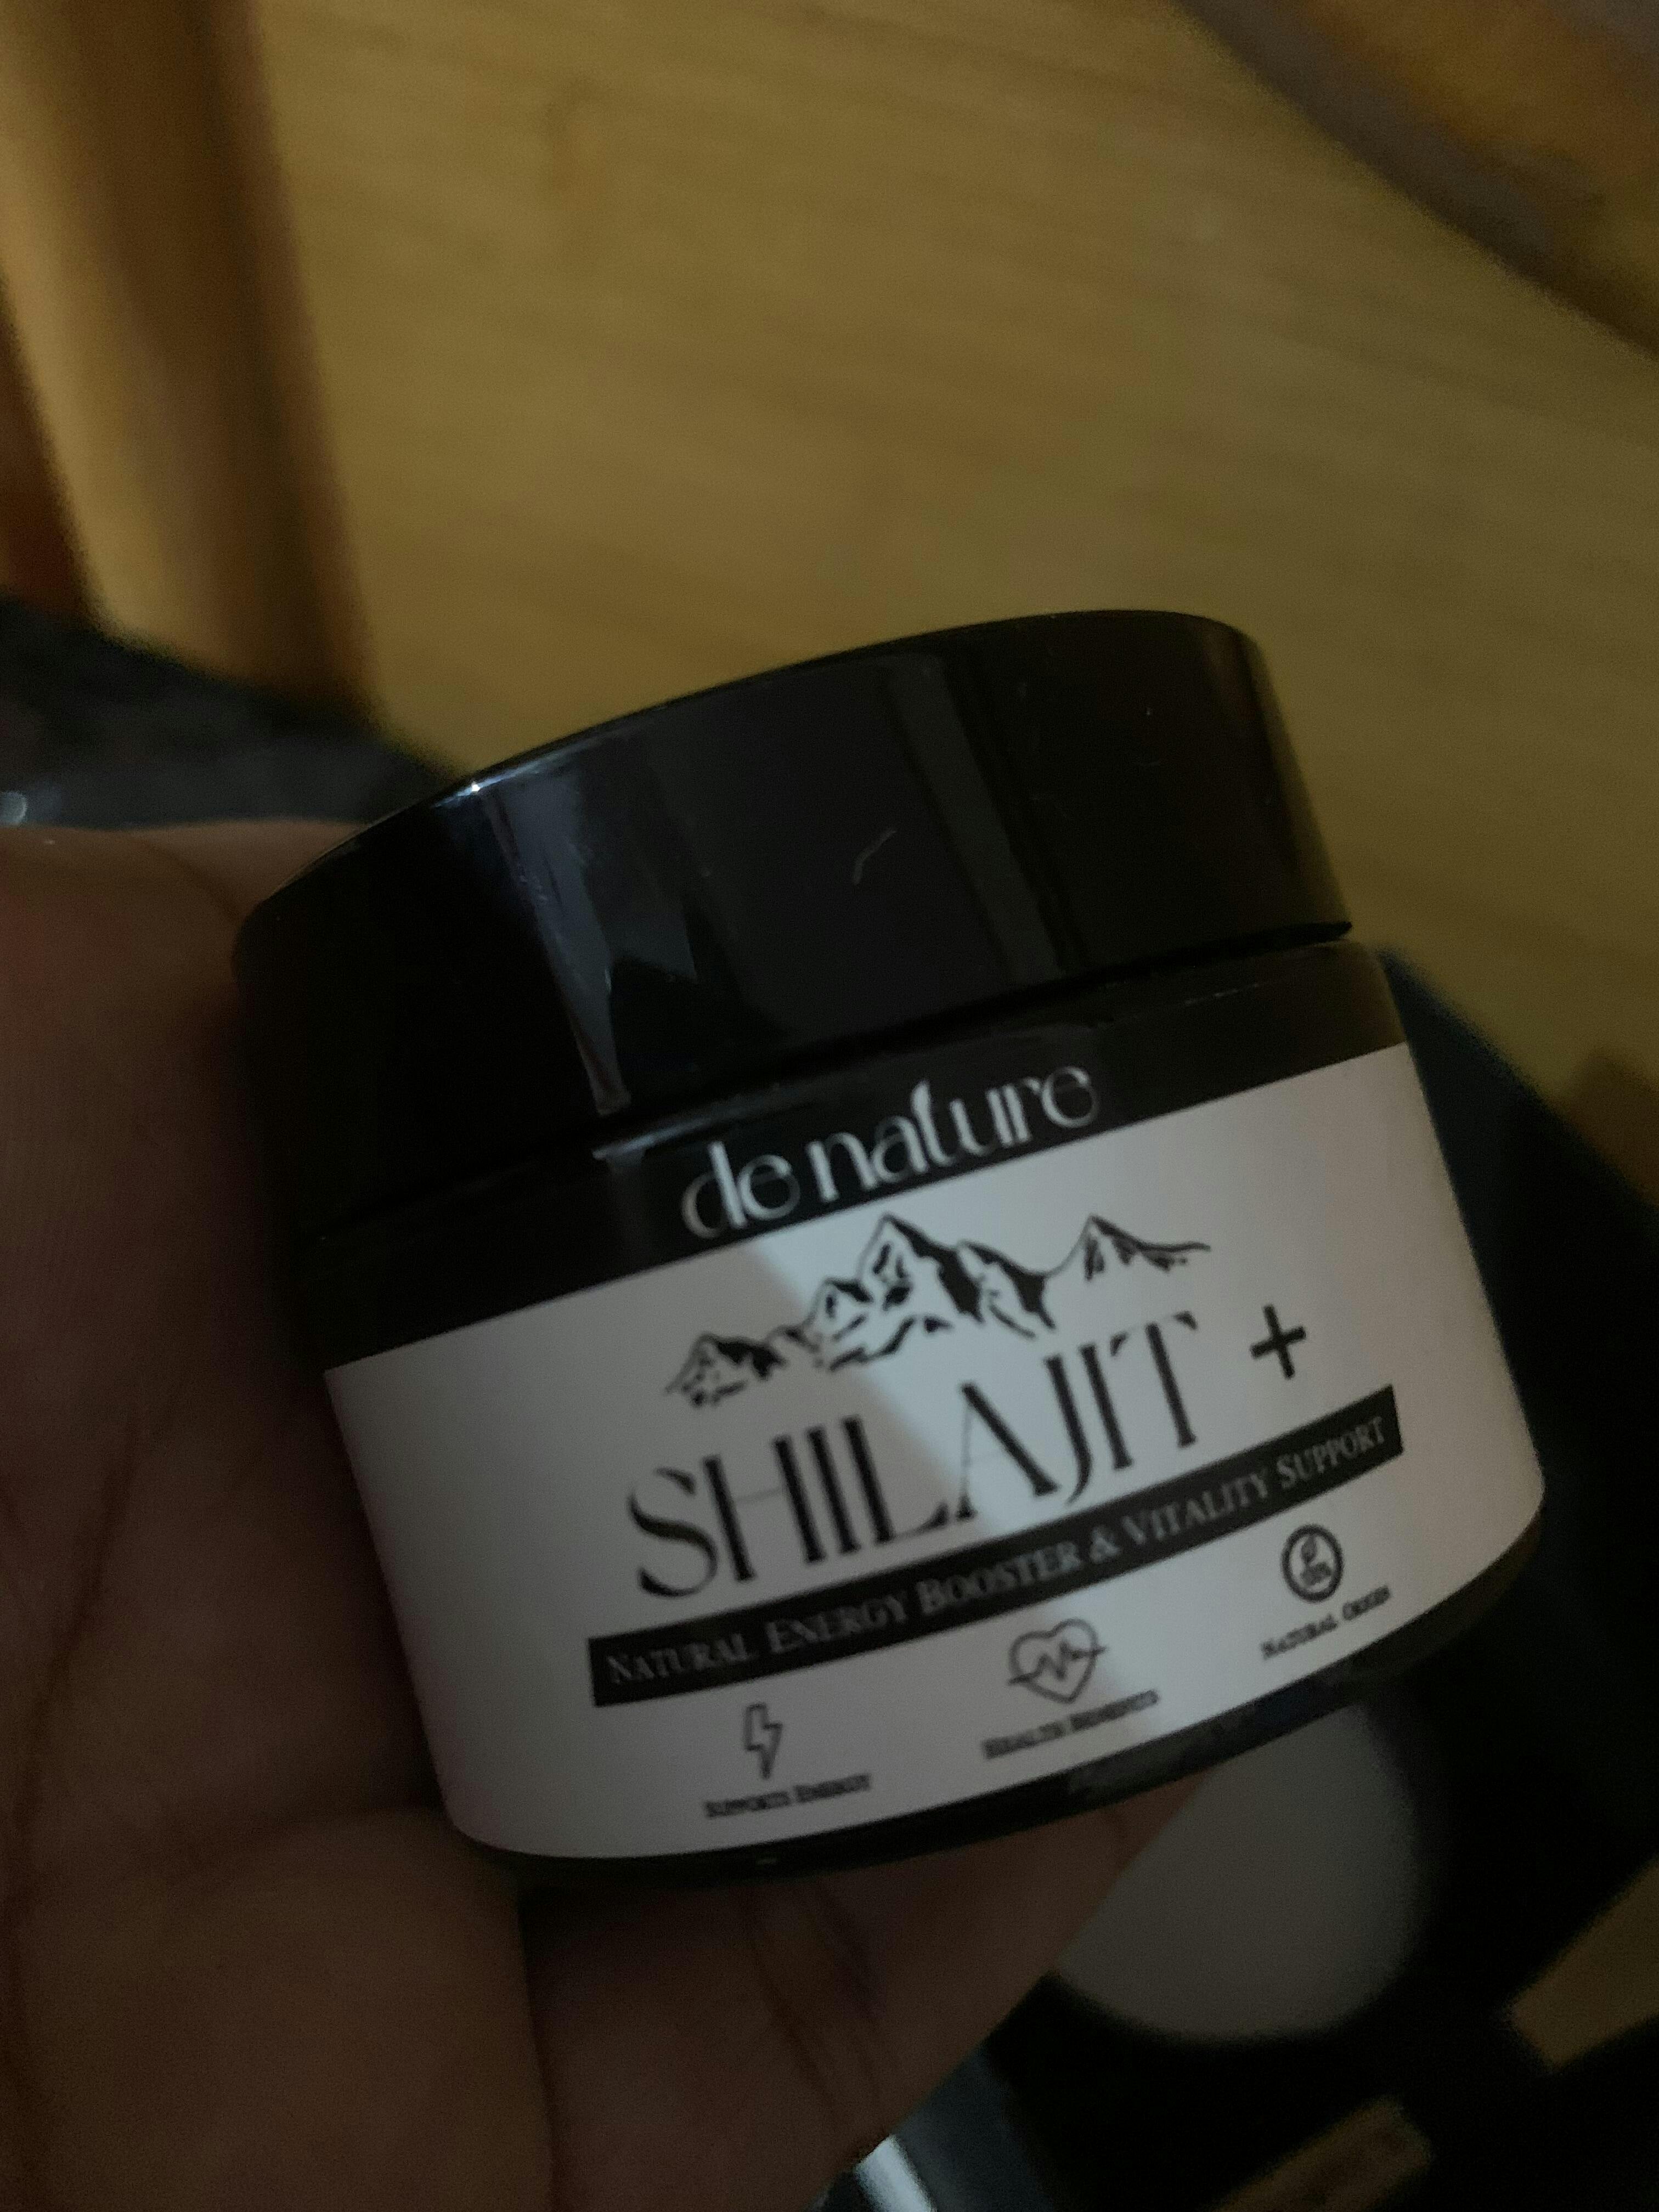 de nature
SHILAJIT +
NATURAL ENERGY BOOSTER & VITALITY SUPPORT
SUPPORTS ENERGY
HEALTH BENEFITS
NATURAL ORIGIN